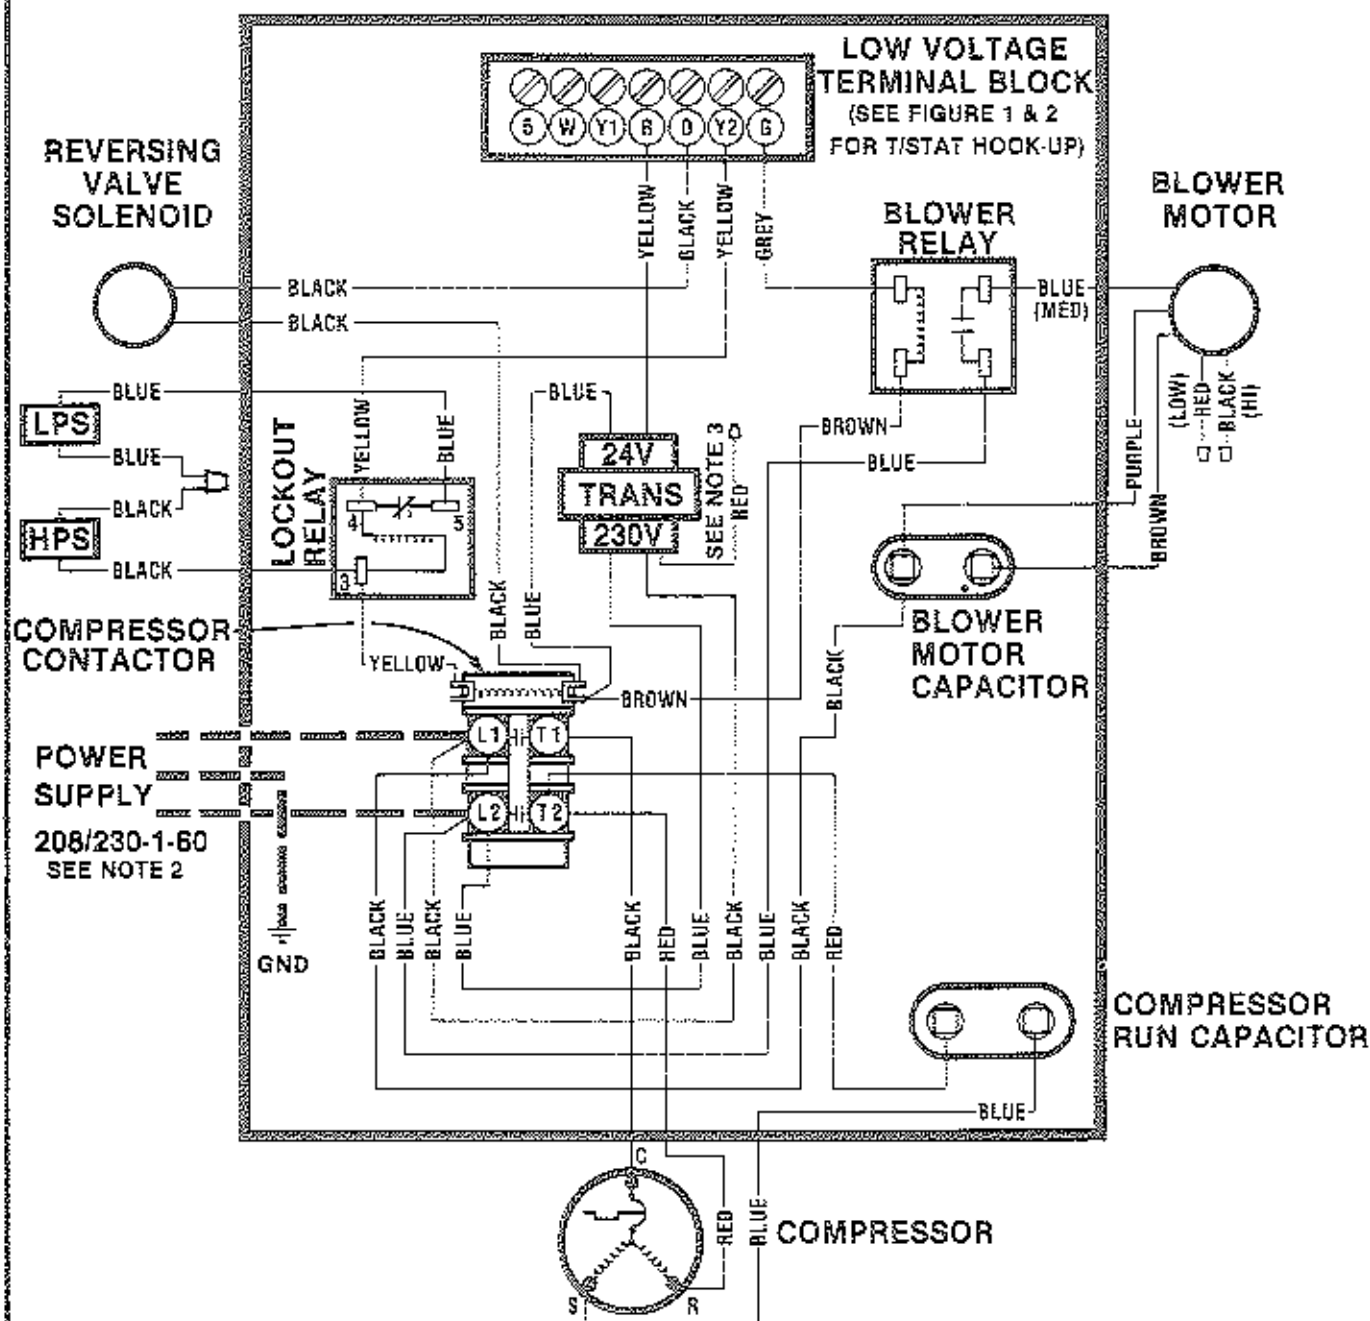 LOW VOLTAGE
TERMINAL BLOCK
(SEE FIGURE 1 & 2
FOR T/STAT HOOK-UP)
5 W Y1 R O Y2 G
REVERSING
VALVE
SOLENOID
YELLOW
BLACK
YELLOW
GREY
BLOWER
RELAY
BLOWER
MOTOR
BLACK
BLACK
BLUE
(MED)
BLUE
LPS
BLUE
BLACK
HPS
BLACK
YELLOW
BLUE
LOCKOUT
RELAY
4
5
3
BLUE
24V
TRANS
230V
SEE NOTE 3
RED
BROWN
BLUE
PURPLE
BROWN
(LOW)
RED
BLACK
(HI)
BLOWER
MOTOR
CAPACITOR
COMPRESSOR
CONTACTOR
YELLOW
BLACK
BLUE
BROWN
BLACK
L1
T1
L2
T2
POWER
SUPPLY
208/230-1-60
SEE NOTE 2
GND
BLACK
BLUE
BLACK
BLUE
BLACK
RED
BLUE
BLACK
BLUE
BLACK
RED
COMPRESSOR
RUN CAPACITOR
BLUE
C
S
R
RED
BLUE
COMPRESSOR